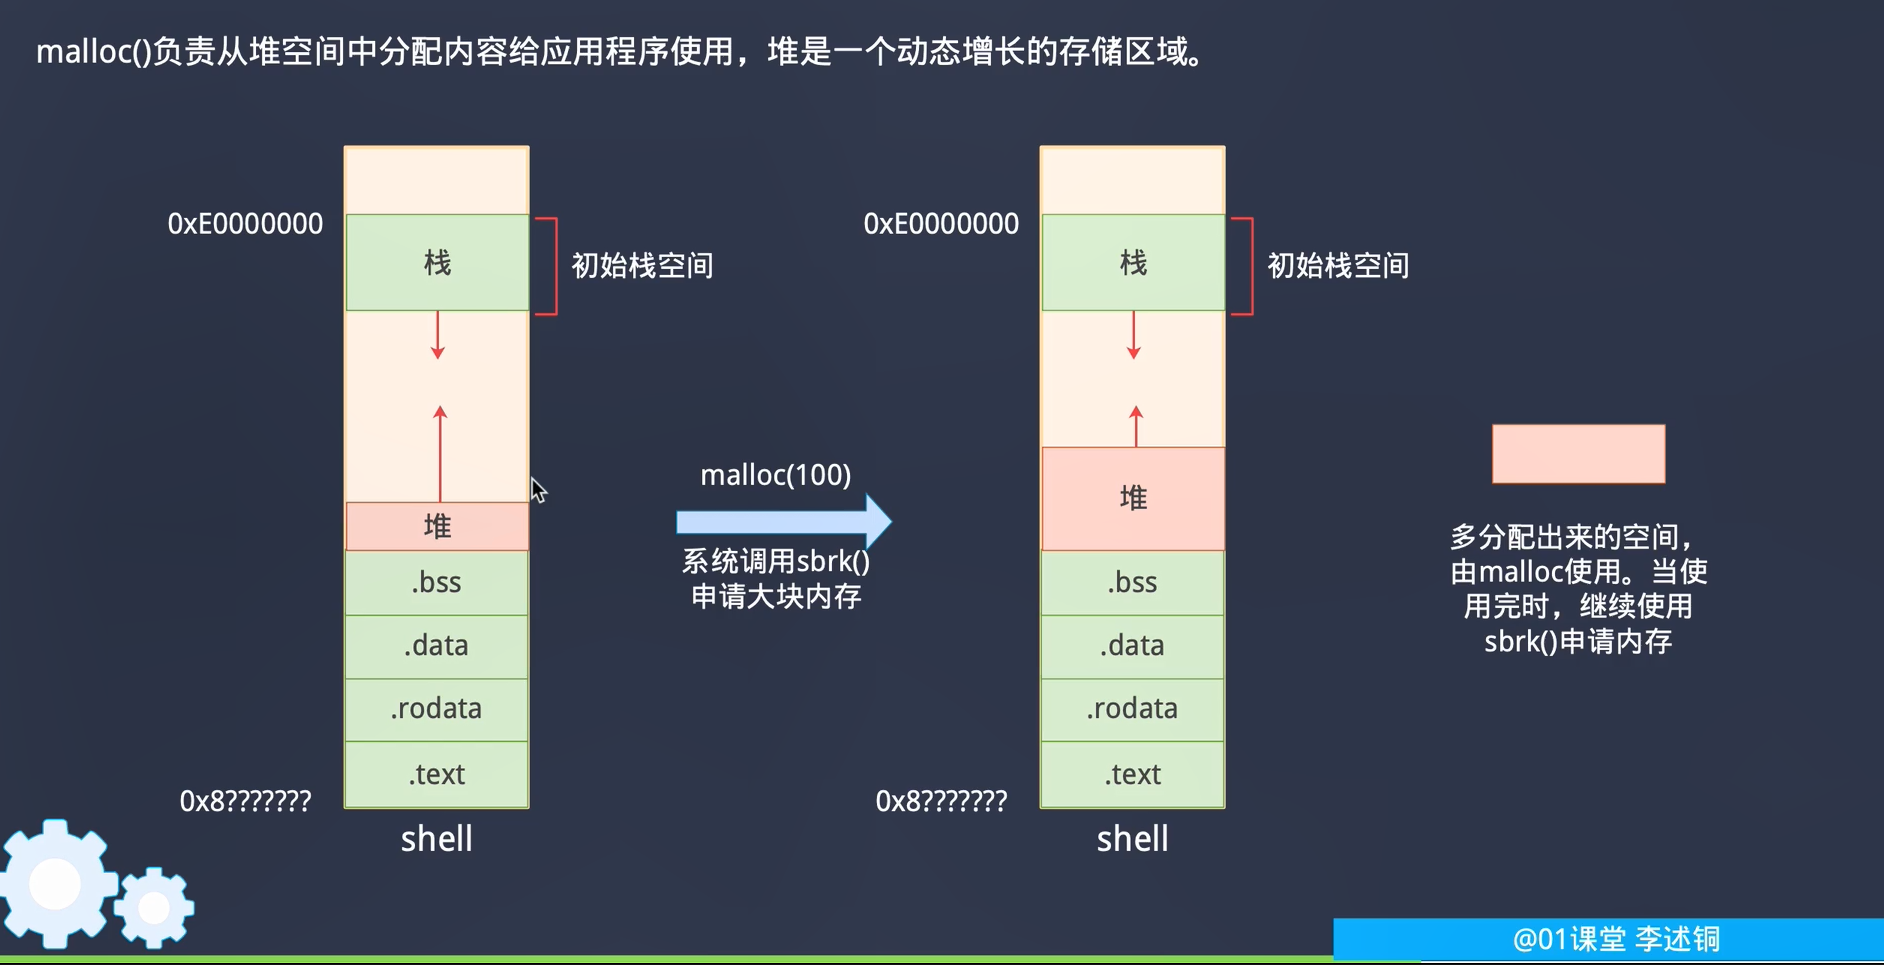 malloc()负责从堆空间中分配内容给应用程序使用，堆是一个动态增长的存储区域。
0xE0000000
栈
初始栈空间
堆
.bss
.data
.rodata
.text
0x8???????
shell
malloc(100)
系统调用sbrk()
申请大块内存
0xE0000000
栈
初始栈空间
堆
.bss
.data
.rodata
.text
0x8???????
shell
多分配出来的空间，
由malloc使用。当使
用完时，继续使用
sbrk()申请内存
@01课堂 李述铜